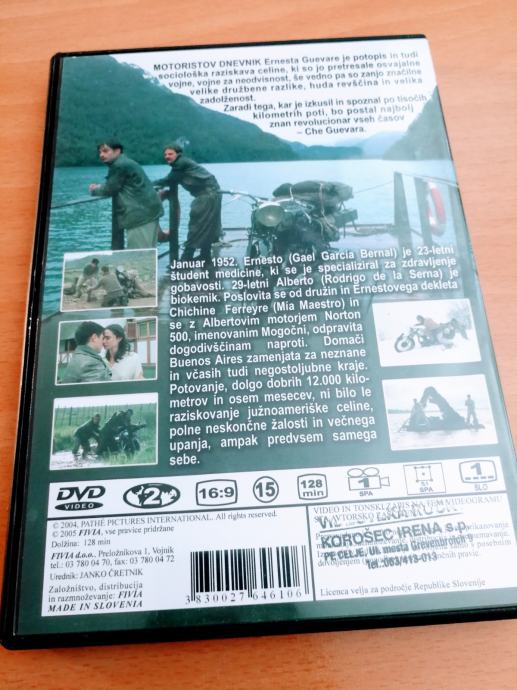 MOTORISTOV DNEVNIK Ernesta Guevare je potopis in tudi
sociološka raziskava celine, ki so jo pretresale osvajalne
vojne, vojne za neodvisnost, še vedno pa so zanjo značilne
velike družbene razlike, huda revščina in velika
zadolženost.
Zaradi tega, kar je izkusil in spoznal po tisočih
kilometrih poti, bo postal najbolj
znan revolucionar vseh časov
– Che Guevara.
Januar 1952. Ernesto (Gael Garcia Bernal) je 23-letni
študent medicine, ki se je specializiral za zdravljenje
gobavosti. 29-letni Alberto (Rodrigo de la Serna) je
biokemik. Poslovita se od družin in Ernestovega dekleta
Chichine Ferreyre (Mia Maestro) in
se z Albertovim motorjem Norton
500, imenovanim Mogočni, odpravita
dogodivščinam naproti. Domači
Buenos Aires zamenjata za neznane
in včasih tudi negostoljubne kraje.
Potovanje, dolgo dobrih 12.000 kilo-
metrov in osem mesecev, ni bilo le
raziskovanje južnoameriške celine,
polne neskončne žalosti in večnega
upanja, ampak predvsem samega
sebe.
DVD VIDEO 2 16:9 15 128 min 1 SPA 5.1 SPA 1 SLO
© 2004, PATHÉ PICTURES INTERNATIONAL. All rights reserved.
© 2005 FIVIA, vse pravice pridržane
Dolžina: 128 min
FIVIA d.o.o., Preložnikova 1, Vojnik
tel.: 03 780 04 70, fax.: 03 780 04 72
Urednik: JANKO ČRETNIK
Založništvo, distribucija
in razmnoževanje: FIVIA
MADE IN SLOVENIA
3 830027 646106
VIDEO IN TONSKI ZAPIS NA TEM VIDEOGRAMU
KOROŠEC IRENA s.p.
PE CELJE, Ul. mesta Grevenbroich 9
Tel.:063/413-013
Licenca velja za področje Republike Slovenije